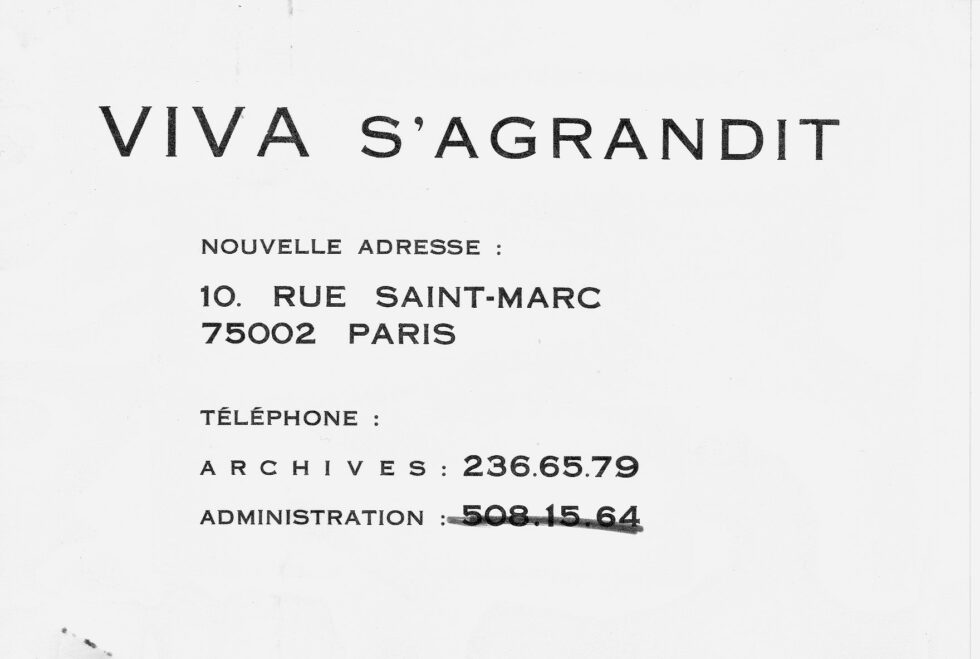 VIVA S'AGRANDIT
NOUVELLE ADRESSE :
10. RUE SAINT-MARC
75002 PARIS
TÉLÉPHONE :
ARCHIVES : 236.65.79
ADMINISTRATION : 508.15.64